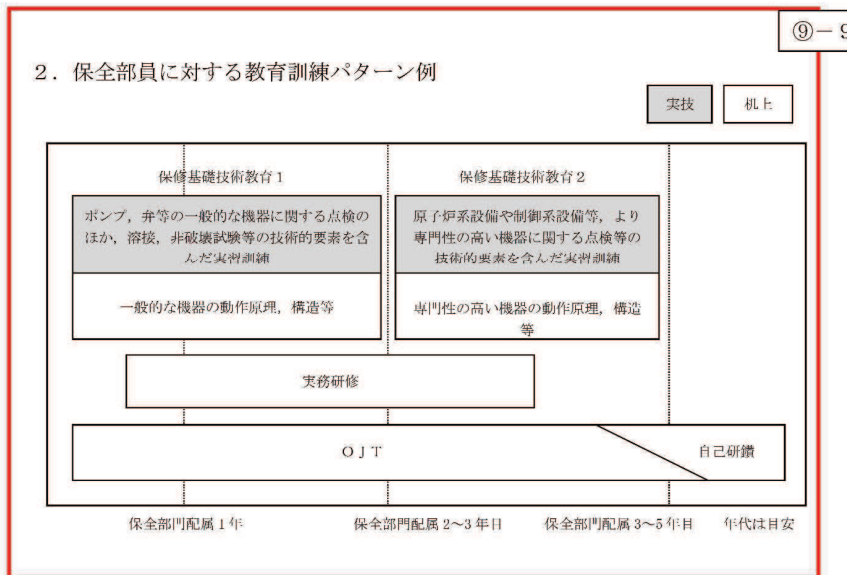 ⑨－9
2．保全部員に対する教育訓練パターン例
実技
机上
保修基礎技術教育１
保修基礎技術教育２
ポンプ，弁等の一般的な機器に関する点検の
ほか，溶接，非破壊試験等の技術的要素を含
んだ実習訓練
一般的な機器の動作原理，構造等
原子炉系設備や制御系設備等，より
専門性の高い機器に関する点検等の
技術的要素を含んだ実習訓練
専門性の高い機器の動作原理，構造
等
実務研修
ＯＪＴ
自己研鑽
保全部門配属１年
保全部門配属２～３年目
保全部門配属３～５年目
年代は目安